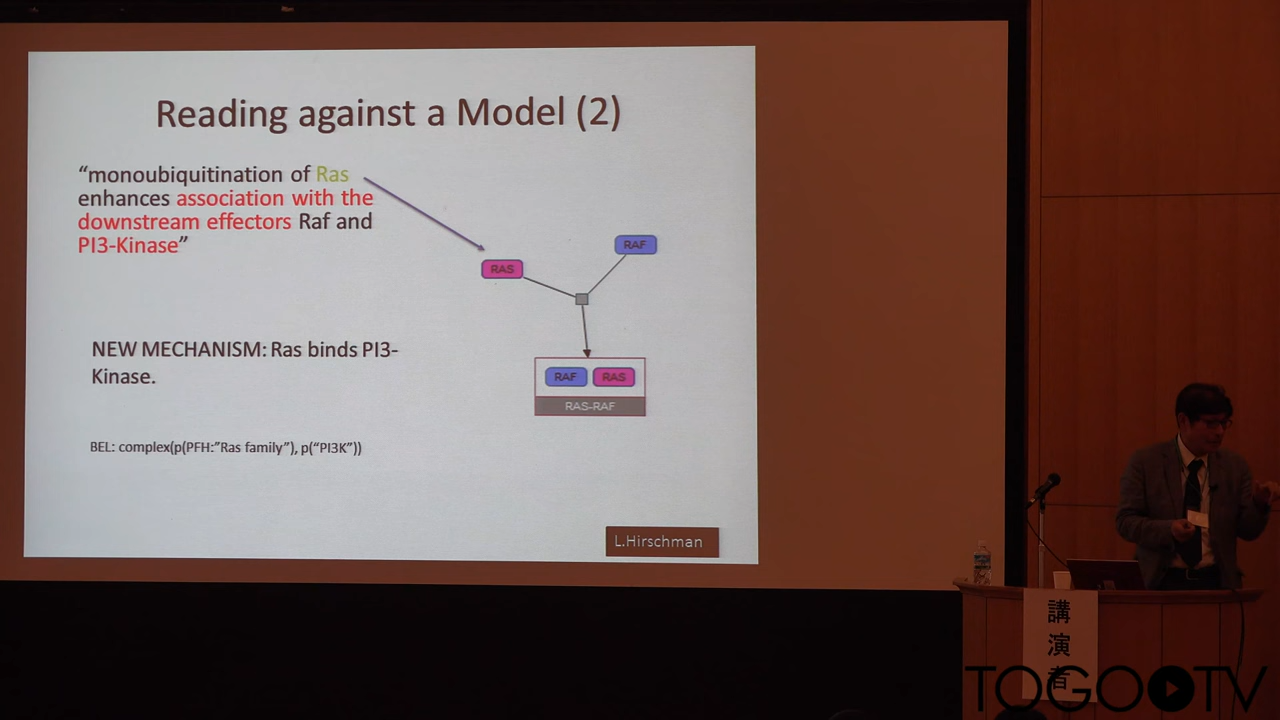 Reading against a Model (2)
“monoubiquitination of Ras
enhances association with the
downstream effectors Raf and
PI3-Kinase”
RAF
RAS
NEW MECHANISM: Ras binds PI3-
Kinase.
RAF RAS
RAS-RAF
BEL: complex(p(PFH:”Ras family”), p(“PI3K”))
L.Hirschman
講演者
TOGOTV